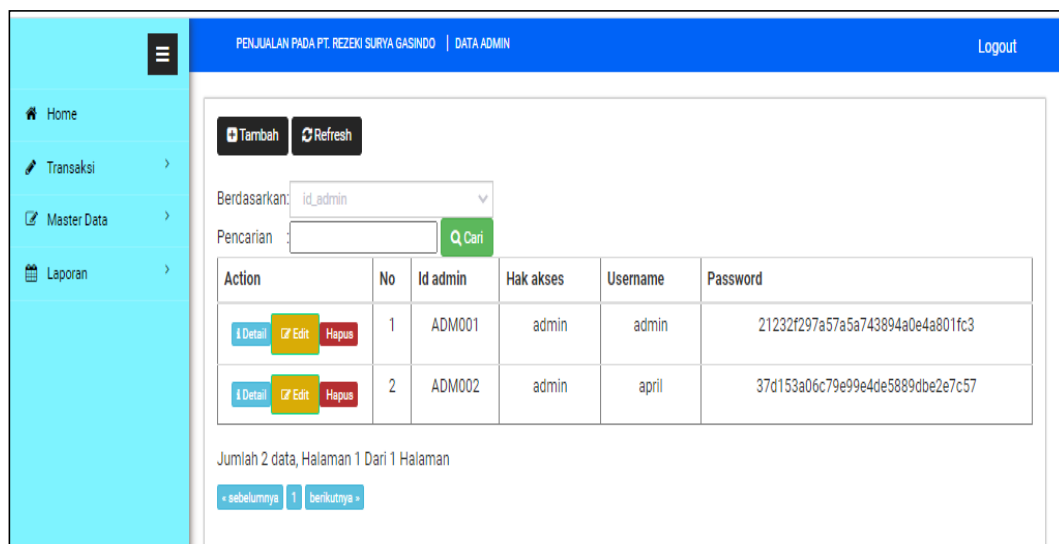 PENJUALAN PADA PT. REZEKI SURYA GASINDO | DATA ADMIN
Logout
Home
Transaksi
Master Data
Laporan
Tambah Refresh
Berdasarkan: id_admin
Pencarian : Cari
Action No Id admin Hak akses Username Password
Detail Edit Hapus 1 ADM001 admin admin 21232f297a57a5a743894a0e4a801fc3
Detail Edit Hapus 2 ADM002 admin april 37d153a06c79e99e4de5889dbe2e7c57
Jumlah 2 data, Halaman 1 Dari 1 Halaman
« sebelumnya 1 berikutnya »